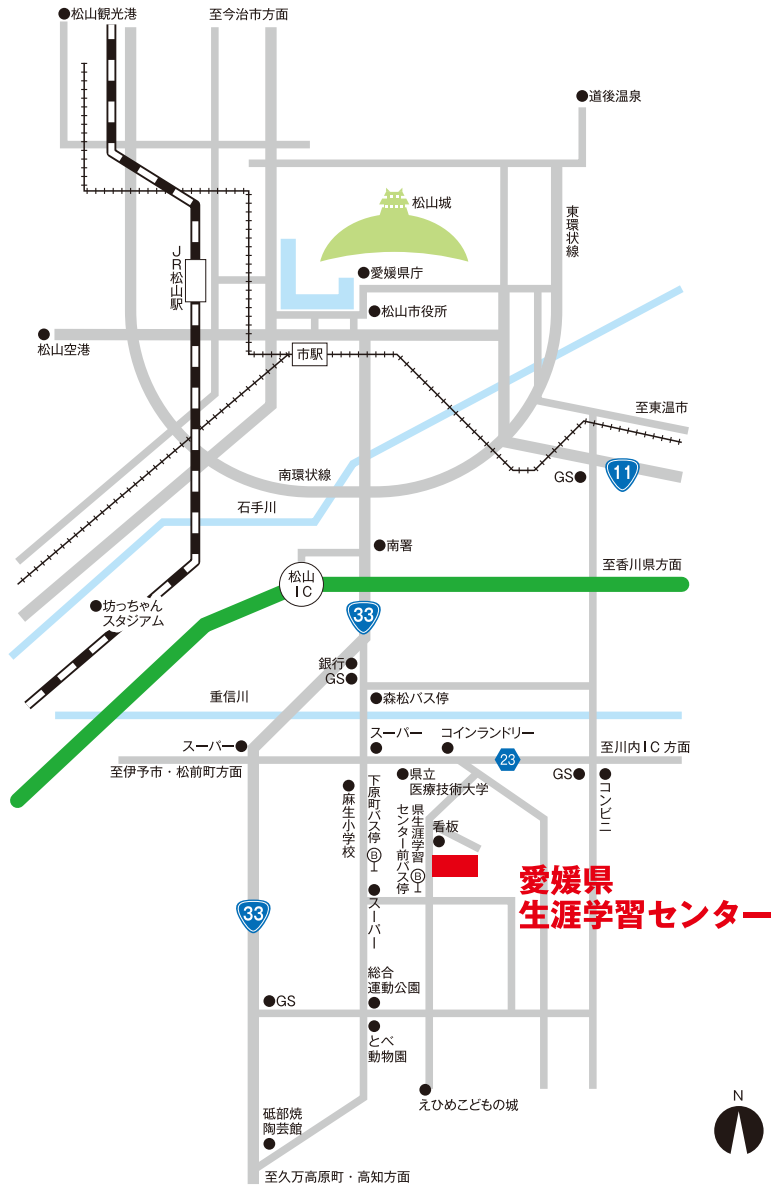 松山観光港
至今治市方面
道後温泉
松山城
東環状線
JR松山駅
愛媛県庁
松山市役所
松山空港
市駅
至東温市
南環状線
GS
11
石手川
南署
至香川県方面
松山
IC
坊っちゃん
スタジアム
33
銀行
GS
重信川
森松バス停
スーパー
スーパー
コインランドリー
23
至川内IC方面
至伊予市・松前町方面
県立
医療技術大学
GS
コンビニ
麻生小学校
下原町バス停
B
県生涯学習
センター前バス停
B
看板
愛媛県
生涯学習センター
スーパー
33
総合
運動公園
GS
とべ
動物園
えひめこどもの城
砥部焼
陶芸館
至久万高原町・高知方面
N